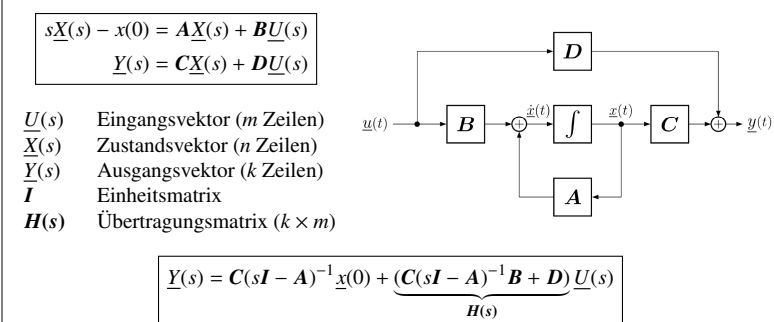 sX(s) − x(0) = AX(s) + BU(s)
Y(s) = CX(s) + DU(s)
U(s) Eingangsvektor (m Zeilen)
X(s) Zustandsvektor (n Zeilen)
Y(s) Ausgangsvektor (k Zeilen)
I Einheitsmatrix
H(s) Übertragungsmatrix (k × m)
D
u(t) B + ẋ(t) ∫ x(t) C + y(t)
A
Y(s) = C(sI − A)⁻¹x(0) + (C(sI − A)⁻¹B + D) U(s)
H(s)